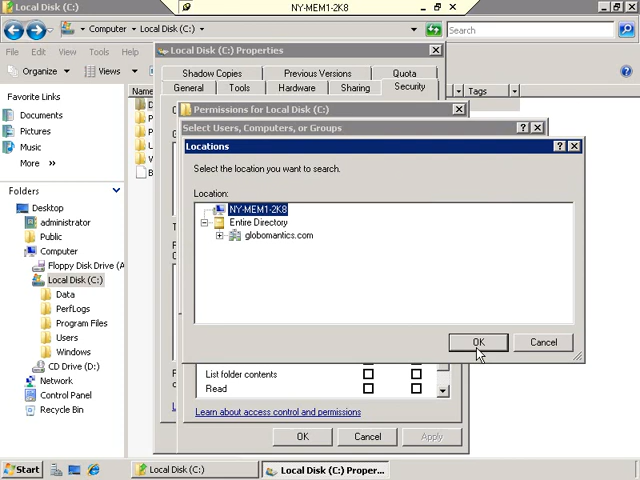 Computer
NY-MEM1-2K8
Computer
Local Disk (C:)
Search
File
Edit
View
Tools
Help
Organize
Views
Local Disk (C:) Properties
Shadow Copies
Previous Versions
Quota
General
Tools
Hardware
Sharing
Security
Tags
Favorite Links
Documents
Pictures
Music
More »
Folders
Desktop
administrator
Public
Computer
Floppy Disk Drive (A
Local Disk (C:)
Data
PerfLogs
Program Files
Users
Windows
CD Drive (D:)
Network
Control Panel
Recycle Bin
Permissions for Local Disk (C:)
Select Users, Computers, or Groups
Locations
Select the location you want to search.
Location:
NY-MEM1-2K8
Entire Directory
globomantics.com
OK
Cancel
List folder contents
Read
Learn about access control and permissions
OK
Cancel
Apply
Start
Local Disk (C:)
Local Disk (C:) Proper...